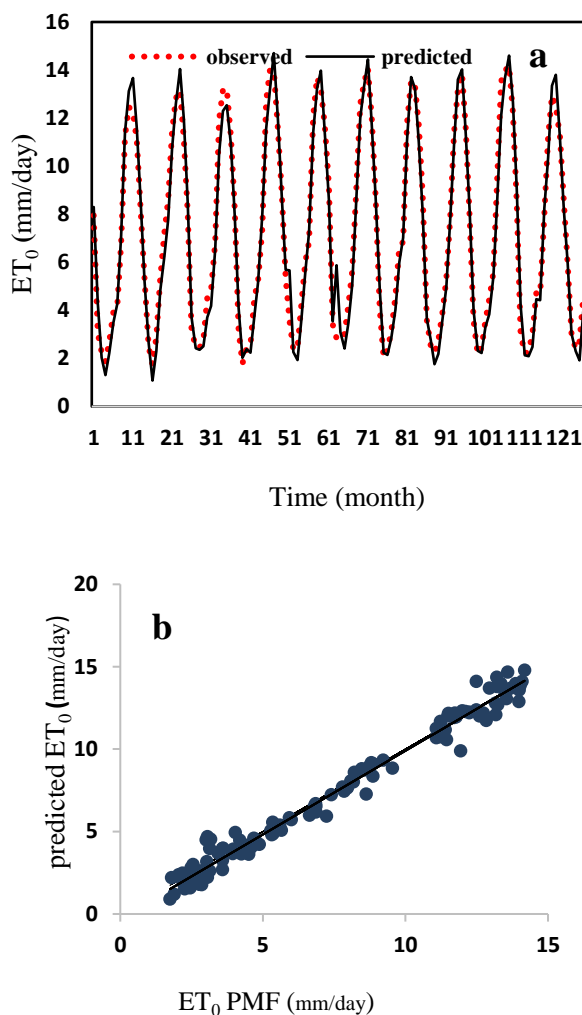 16
14
12
10
8
6
4
2
0
ET₀ (mm/day)
observed predicted a
1 11 21 31 41 51 61 71 81 91 101 111 121
Time (month)
20
15
10
5
0
predicted ET₀ (mm/day)
b
0 5 10 15
ET₀ PMF (mm/day)